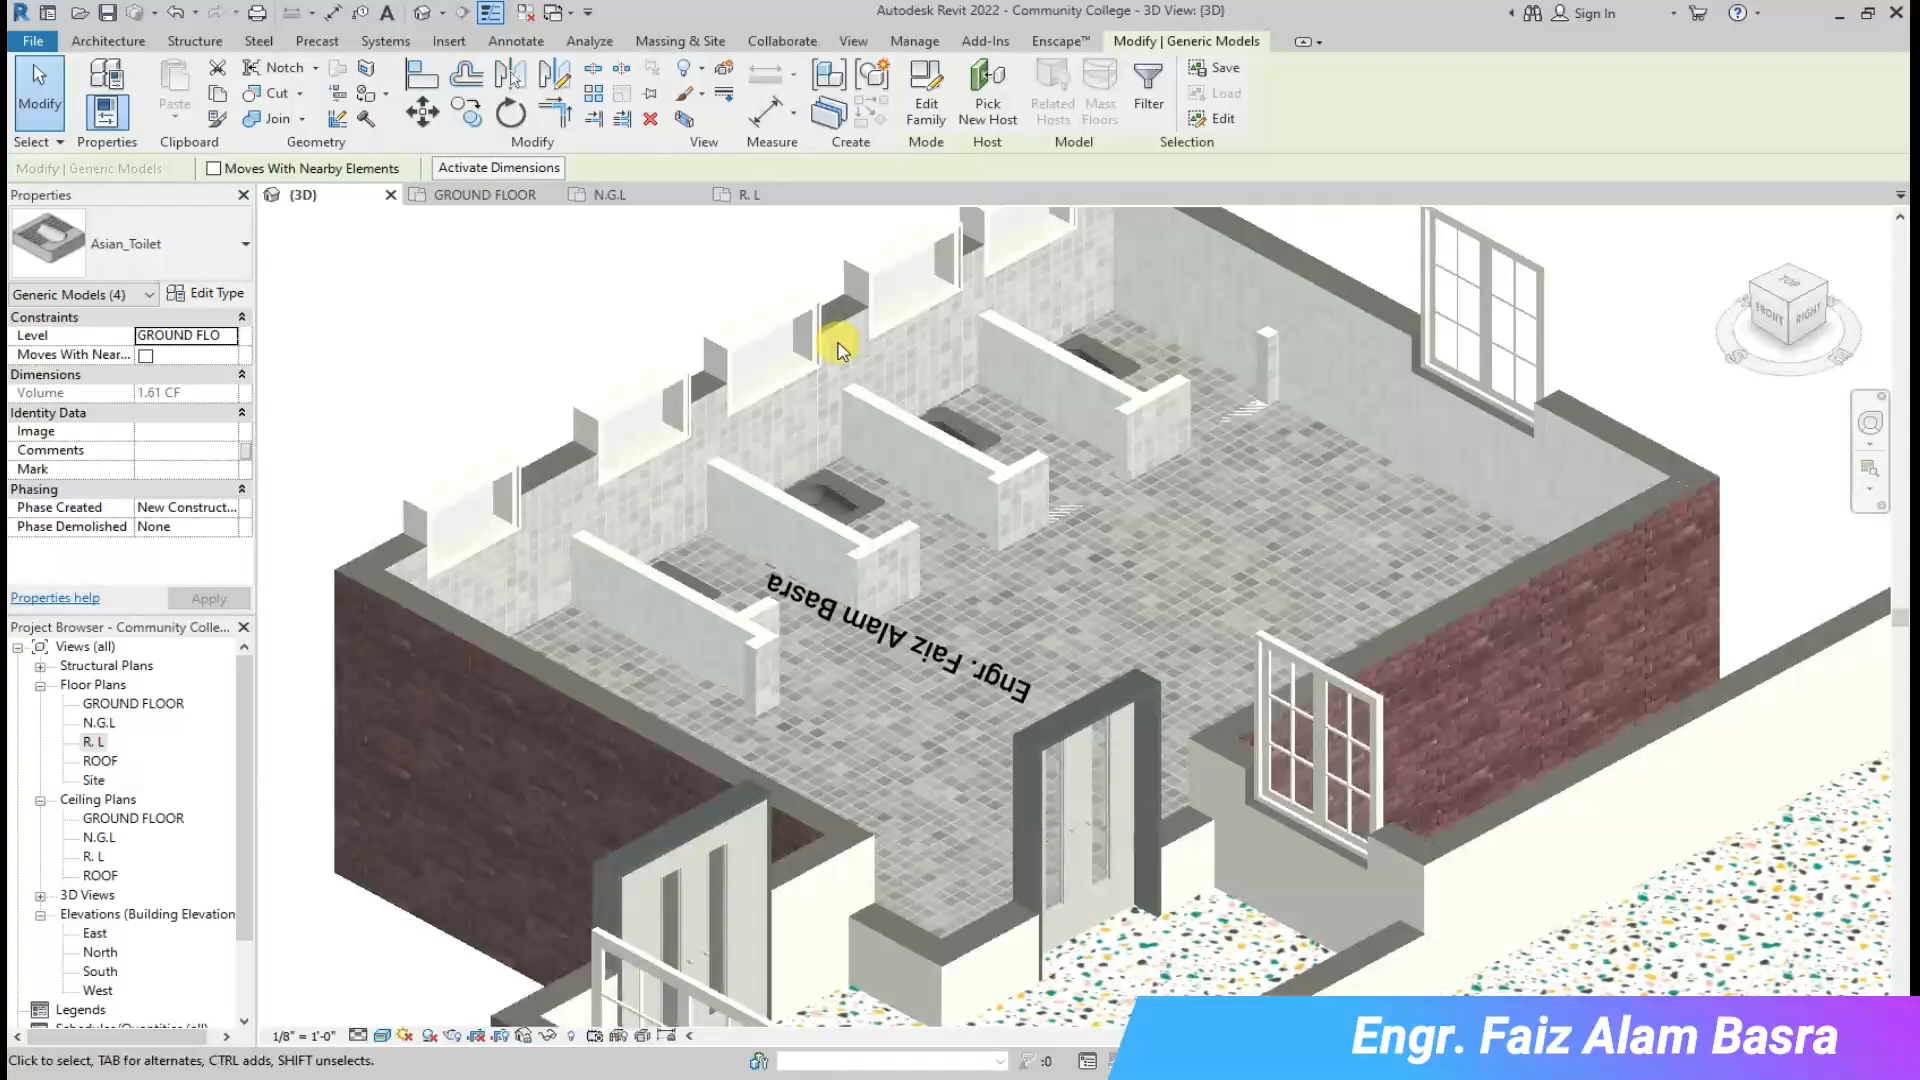 Autodesk Revit 2022 - Community College - 3D View: {3D}
Sign In
File Architecture Structure Steel Precast Systems Insert Annotate Analyze Massing & Site Collaborate View Manage Add-Ins Enscape™ Modify | Generic Models
Modify
Select
Properties
Paste
Clipboard
Notch
Cut
Join
Geometry
Modify
View
Measure
Create
Edit Family
Mode
Pick New Host
Host
Related Hosts
Mass Floors
Model
Filter
Save
Load
Edit
Selection
Modify | Generic Models
Moves With Nearby Elements
Activate Dimensions
Properties
{3D}
GROUND FLOOR
N.G.L
R. L
Asian_Toilet
Generic Models (4)
Edit Type
Constraints
Level GROUND FLO
Moves With Near...
Dimensions
Volume 1.61 CF
Identity Data
Image
Comments
Mark
Phasing
Phase Created New Construct...
Phase Demolished None
Properties help
Apply
Project Browser - Community Colle...
Views (all)
Structural Plans
Floor Plans
GROUND FLOOR
N.G.L
R. L
ROOF
Site
Ceiling Plans
GROUND FLOOR
N.G.L
R. L
ROOF
3D Views
Elevations (Building Elevation
East
North
South
West
Legends
TOP
FRONT
RIGHT
Engr. Faiz Alam Basra
1/8" = 1'-0"
Click to select, TAB for alternates, CTRL adds, SHIFT unselects.
:0
Engr. Faiz Alam Basra